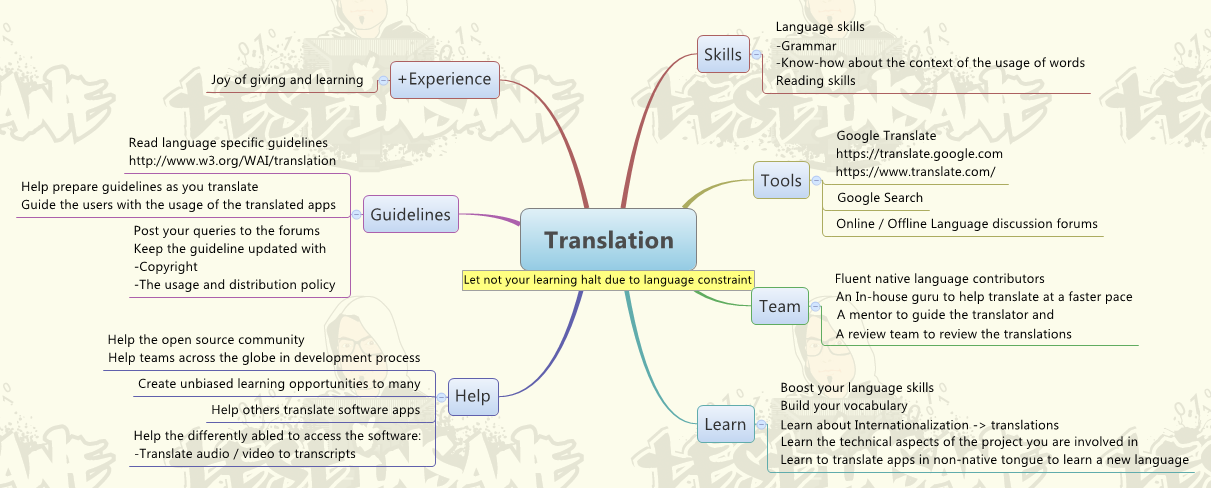 Translation
Let not your learning halt due to language constraint
Skills
Language skills
-Grammar
-Know-how about the context of the usage of words
Reading skills
Tools
Google Translate
https://translate.google.com
https://www.translate.com/
Google Search
Online / Offline Language discussion forums
Team
Fluent native language contributors
An In-house guru to help translate at a faster pace
A mentor to guide the translator and
A review team to review the translations
Learn
Boost your language skills
Build your vocabulary
Learn about Internationalization -> translations
Learn the technical aspects of the project you are involved in
Learn to translate apps in non-native tongue to learn a new language
+Experience
Joy of giving and learning
Guidelines
Read language specific guidelines
http://www.w3.org/WAI/translation
Help prepare guidelines as you translate
Guide the users with the usage of the translated apps
Post your queries to the forums
Keep the guideline updated with
-Copyright
-The usage and distribution policy
Help
Help the open source community
Help teams across the globe in development process
Create unbiased learning opportunities to many
Help others translate software apps
Help the differently abled to access the software:
-Translate audio / video to transcripts